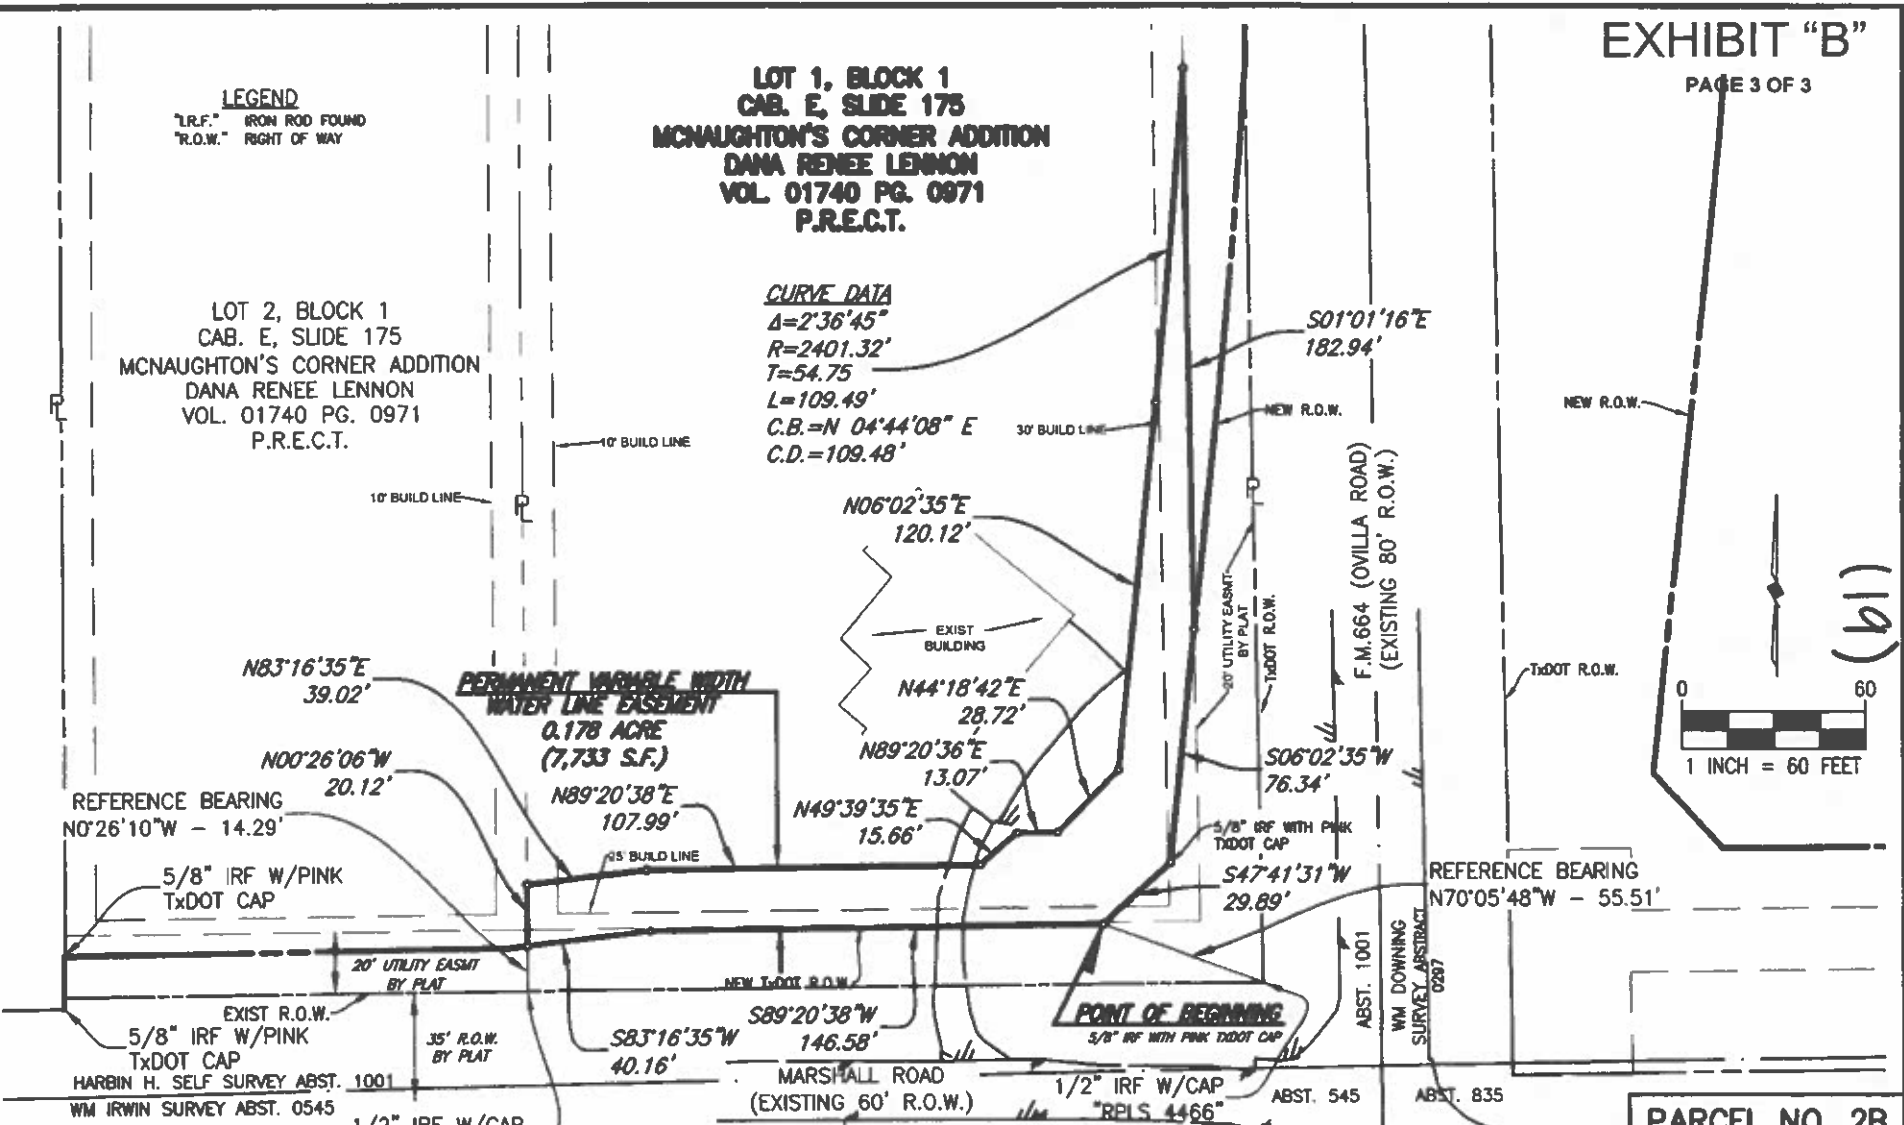 EXHIBIT "B"
PAGE 3 OF 3
LEGEND
"I.R.F." IRON ROD FOUND
"R.O.W." RIGHT OF WAY
LOT 1, BLOCK 1
CAB. E, SLIDE 175
MCNAUGHTON'S CORNER ADDITION
DANA RENEE LENNON
VOL. 01740 PG. 0971
P.R.E.C.T.
LOT 2, BLOCK 1
CAB. E, SLIDE 175
MCNAUGHTON'S CORNER ADDITION
DANA RENEE LENNON
VOL. 01740 PG. 0971
P.R.E.C.T.
CURVE DATA
Δ=2°36'45"
R=2401.32'
T=54.75
L=109.49'
C.B.=N 04°44'08" E
C.D.=109.48'
S01°01'16"E
182.94'
NEW R.O.W.
NEW R.O.W.
30' BUILD LINE
10' BUILD LINE
10' BUILD LINE
PL
PL
PL
N06°02'35"E
120.12'
EXIST
BUILDING
20' UTILITY EASMT
BY PLAT
TxDOT R.O.W.
F.M.664 (OVILLA ROAD)
(EXISTING 80' R.O.W.)
TxDOT R.O.W.
(19)
0 60
1 INCH = 60 FEET
N83°16'35"E
39.02'
PERMANENT VARIABLE WIDTH
WATER LINE EASEMENT
0.178 ACRE
(7,733 S.F.)
N44°18'42"E
28.72'
N89°20'36"E
13.07'
S06°02'35"W
76.34'
N00°26'06"W
20.12'
N89°20'38"E
107.99'
N49°39'35"E
15.66'
REFERENCE BEARING
N0°26'10"W - 14.29'
25' BUILD LINE
5/8" IRF WITH PINK
TXDOT CAP
S47°41'31"W
29.89'
REFERENCE BEARING
N70°05'48"W - 55.51'
5/8" IRF W/PINK
TxDOT CAP
20' UTILITY EASMT
BY PLAT
NEW TxDOT R.O.W.
EXIST R.O.W.
S89°20'38"W
146.58'
POINT OF BEGINNING
5/8" IRF WITH PINK TXDOT CAP
ABST. 1001
WM DOWNING
SURVEY ABSTRACT
0297
5/8" IRF W/PINK
TxDOT CAP
35' R.O.W.
BY PLAT
S83°16'35"W
40.16'
HARBIN H. SELF SURVEY ABST. 1001
WM IRWIN SURVEY ABST. 0545
MARSHALL ROAD
(EXISTING 60' R.O.W.)
1/2" IRF W/CAP
"RPLS 4466"
ABST. 545
ABST. 835
1/2" IRF W/CAP
PARCEL NO. 2B